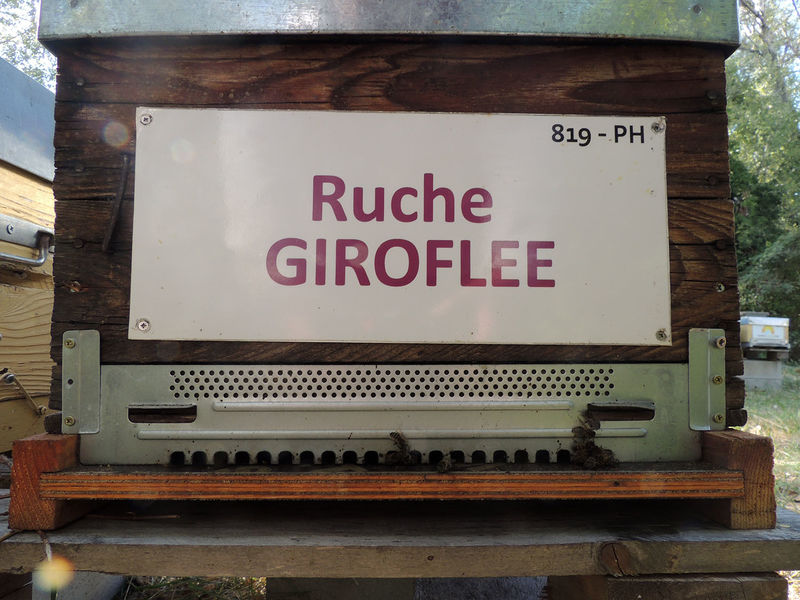 819 - PH
Ruche
GIROFLEE